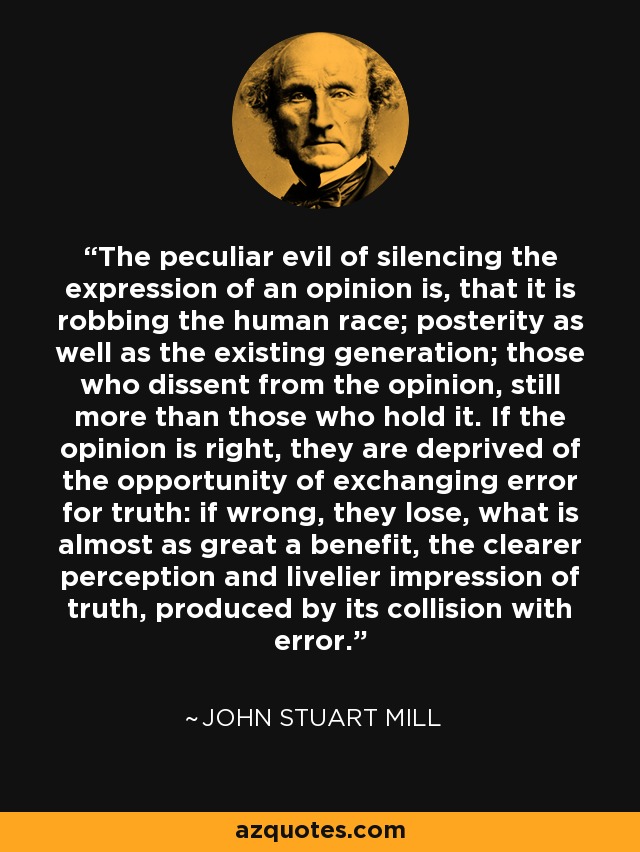 “The peculiar evil of silencing the
expression of an opinion is, that it is
robbing the human race; posterity as
well as the existing generation; those
who dissent from the opinion, still
more than those who hold it. If the
opinion is right, they are deprived of
the opportunity of exchanging error
for truth: if wrong, they lose, what is
almost as great a benefit, the clearer
perception and livelier impression of
truth, produced by its collision with
error.”
~JOHN STUART MILL
azquotes.com